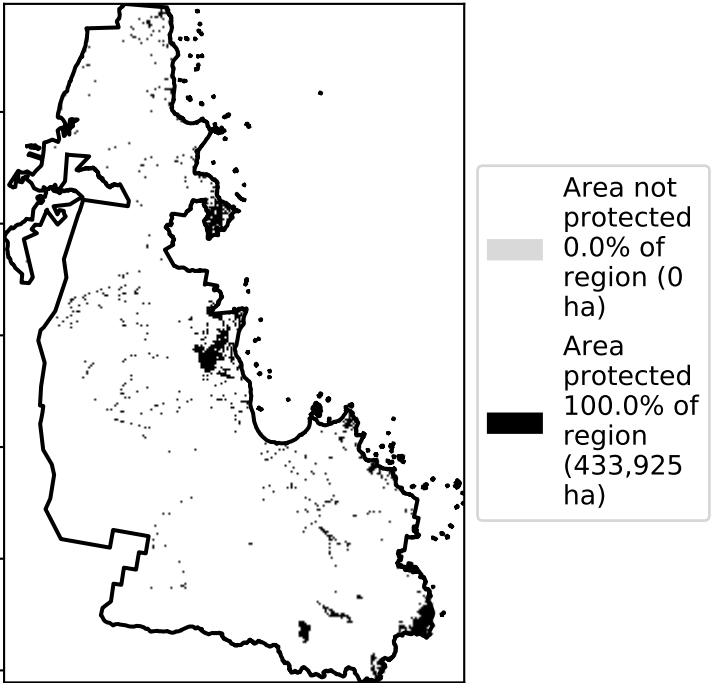 Area not
protected
0.0% of
region (0
ha)
Area
protected
100.0% of
region
(433,925
ha)